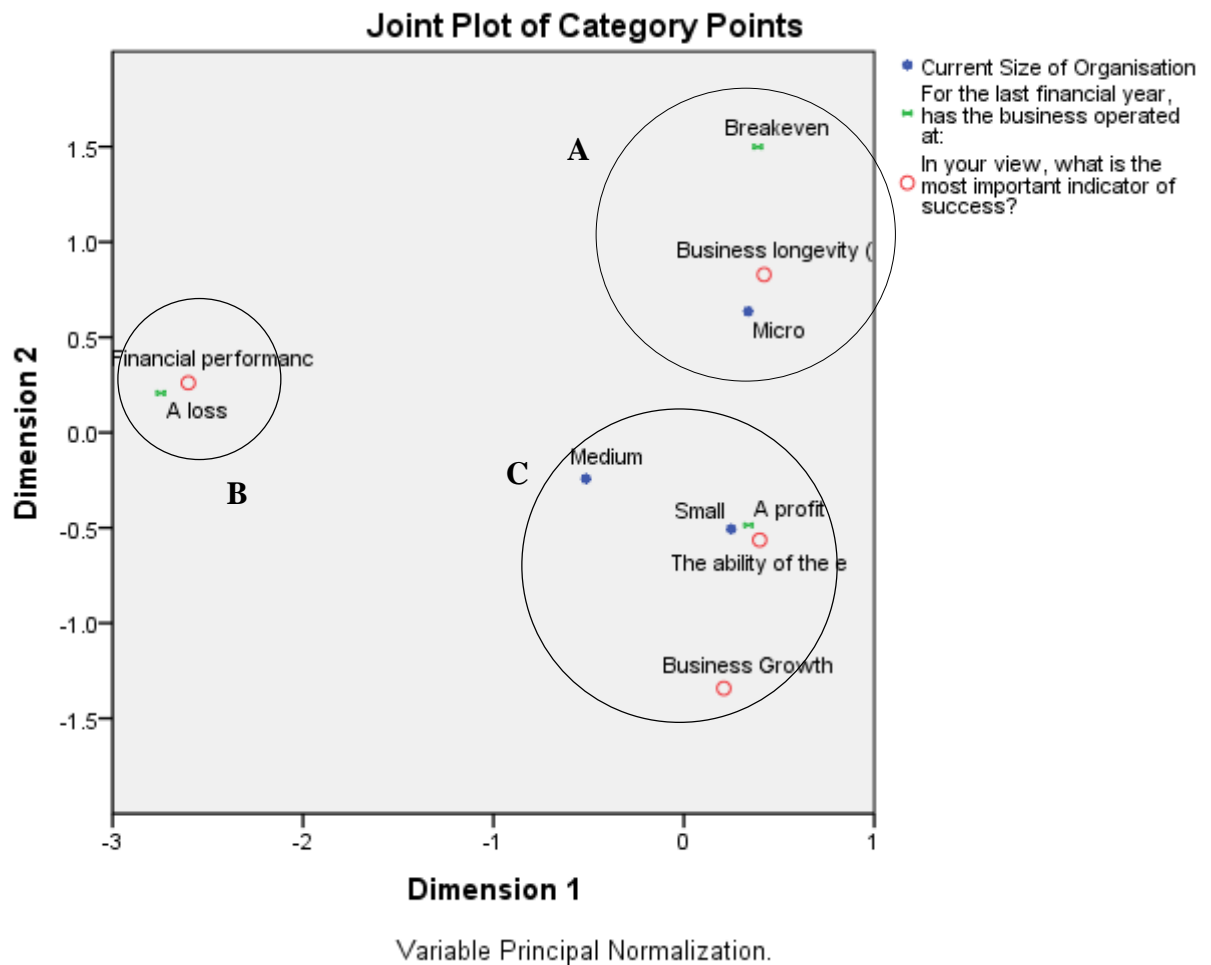 Joint Plot of Category Points
Current Size of Organisation
For the last financial year,
has the business operated
at:
In your view, what is the
most important indicator of
success?
A
Breakeven
Business longevity (
Micro
Financial performanc
A loss
B
C
Medium
Small
A profit
The ability of the e
Business Growth
1.5
1.0
0.5
0.0
-0.5
-1.0
-1.5
Dimension 2
-3 -2 -1 0 1
Dimension 1
Variable Principal Normalization.